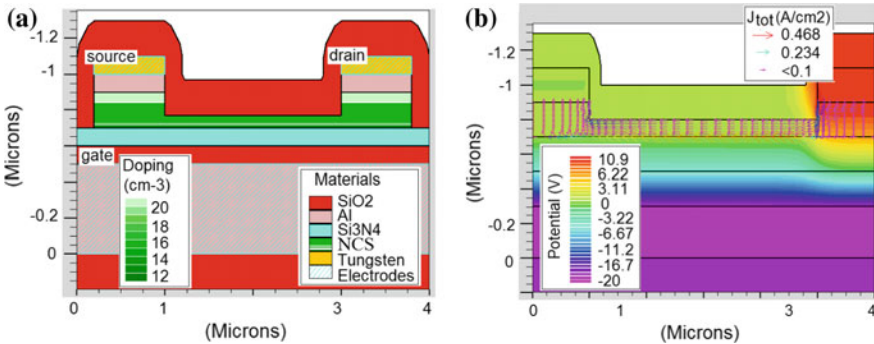 (a)
-1.2
-1
-0.2
0
(Microns)
source
drain
gate
Doping
(cm-3)
20
18
16
14
12
Materials
SiO2
Al
Si3N4
NCS
Tungsten
Electrodes
0
1
3
4
(Microns)
(b)
-1.2
-1
-0.2
0
(Microns)
Jtot (A/cm2)
0.468
0.234
<0.1
Potential (V)
10.9
6.22
3.11
0
-3.22
-6.67
-11.2
-16.7
-20
0
1
3
4
(Microns)